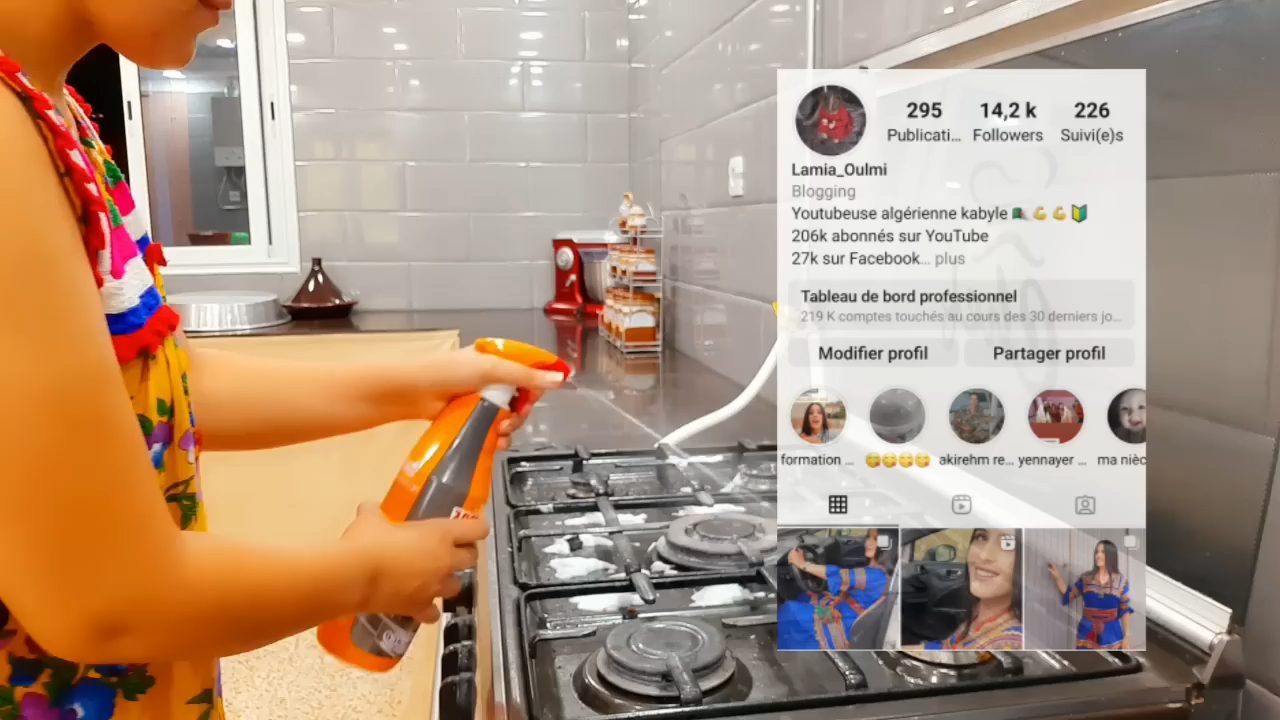 295 14,2 k 226
Publicati... Followers Suivi(e)s
Lamia_Oulmi
Blogging
Youtubeuse algérienne kabyle
206k abonnés sur YouTube
27k sur Facebook... plus
Tableau de bord professionnel
219 K comptes touchés au cours des 30 derniers jo...
Modifier profil Partager profil
formation ... akirehm re... yennayer ... ma nièc